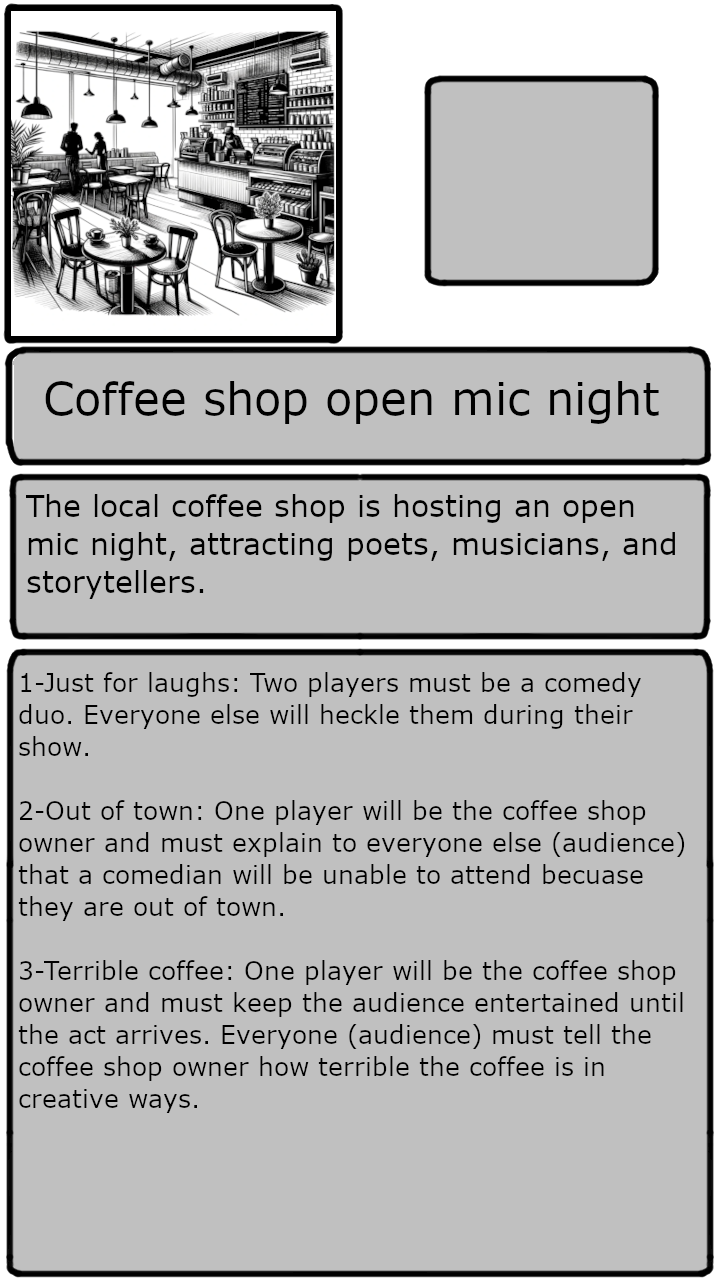 Coffee shop open mic night
The local coffee shop is hosting an open
mic night, attracting poets, musicians, and
storytellers.
1-Just for laughs: Two players must be a comedy
duo. Everyone else will heckle them during their
show.
2-Out of town: One player will be the coffee shop
owner and must explain to everyone else (audience)
that a comedian will be unable to attend becuase
they are out of town.
3-Terrible coffee: One player will be the coffee shop
owner and must keep the audience entertained until
the act arrives. Everyone (audience) must tell the
coffee shop owner how terrible the coffee is in
creative ways.